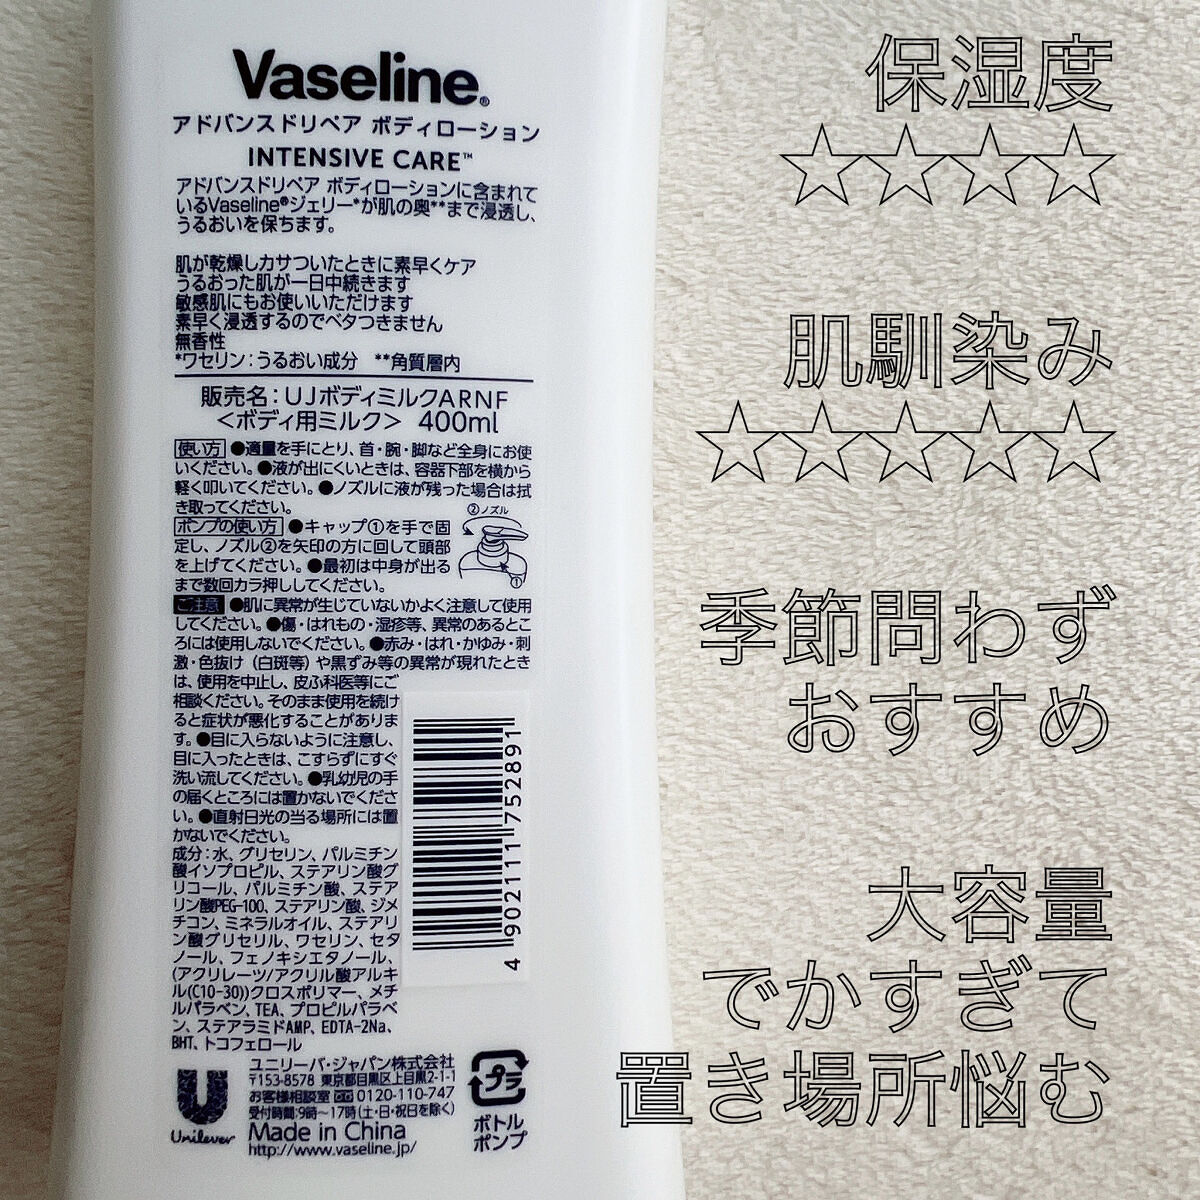 Vaseline®
アドバンスドリペア ボディローション
INTENSIVE CARE™
アドバンスドリペア ボディローションに含まれて
いるVaseline®ジェリー*が肌の奥**まで浸透し、
うるおいを保ちます。
肌が乾燥しカサついたときに素早くケア
うるおった肌が一日中続きます
敏感肌にもお使いいただけます
素早く浸透するのでベタつきません
無香性
*ワセリン：うるおい成分 **角質層内
販売名：UJボディミルクARNF
＜ボディ用ミルク＞ 400ml
使い方 ●適量を手にとり、首・腕・脚など全身にお使
いください。●液が出にくいときは、容器下部を横から
軽く叩いてください。●ノズルに液が残った場合は拭
き取ってください。
②ノズル
ポンプの使い方 ●キャップ①を手で固
定し、ノズル②を矢印の方に回して頭部
を上げてください。●最初は中身が出る
まで数回カラ押ししてください。
①
ご注意 ●肌に異常が生じていないかよく注意して使用
してください。●傷・はれもの・湿疹等、異常のあるとこ
ろには使用しないでください。●赤み・はれ・かゆみ・刺
激・色抜け（白斑等）や黒ずみ等の異常が現れたとき
は、使用を中止し、皮ふ科医等にご
相談ください。そのまま使用を続け
ると症状が悪化することがありま
す。●目に入らないように注意し、
目に入ったときは、こすらずにすぐ
洗い流してください。●乳幼児の手
の届くところには置かないでくださ
い。●直射日光の当る場所には置
かないでください。
成分：水、グリセリン、パルミチン
酸イソプロピル、ステアリン酸グ
リコール、パルミチン酸、ステア
リン酸PEG-100、ステアリン酸、ジメ
チコン、ミネラルオイル、ステアリ
ン酸グリセリル、ワセリン、セタ
ノール、フェノキシエタノール、
(アクリレーツ/アクリル酸アルキ
ル(C10-30))クロスポリマー、メチ
ルパラベン、TEA、プロピルパラベ
ン、ステアラミドAMP、EDTA-2Na、
BHT、トコフェロール
4 902111 752891
Unilever
ユニリーバ・ジャパン株式会社
〒153-8578 東京都目黒区上目黒2-1-1
お客様相談室 0120-110-747
受付時間:9時～17時(土・日・祝日を除く)
Made in China
http://www.vaseline.jp/
プラ
ボトル
ポンプ
保湿度
☆☆☆☆
肌馴染み
☆☆☆☆☆
季節問わず
おすすめ
大容量
でかすぎて
置き場所悩む